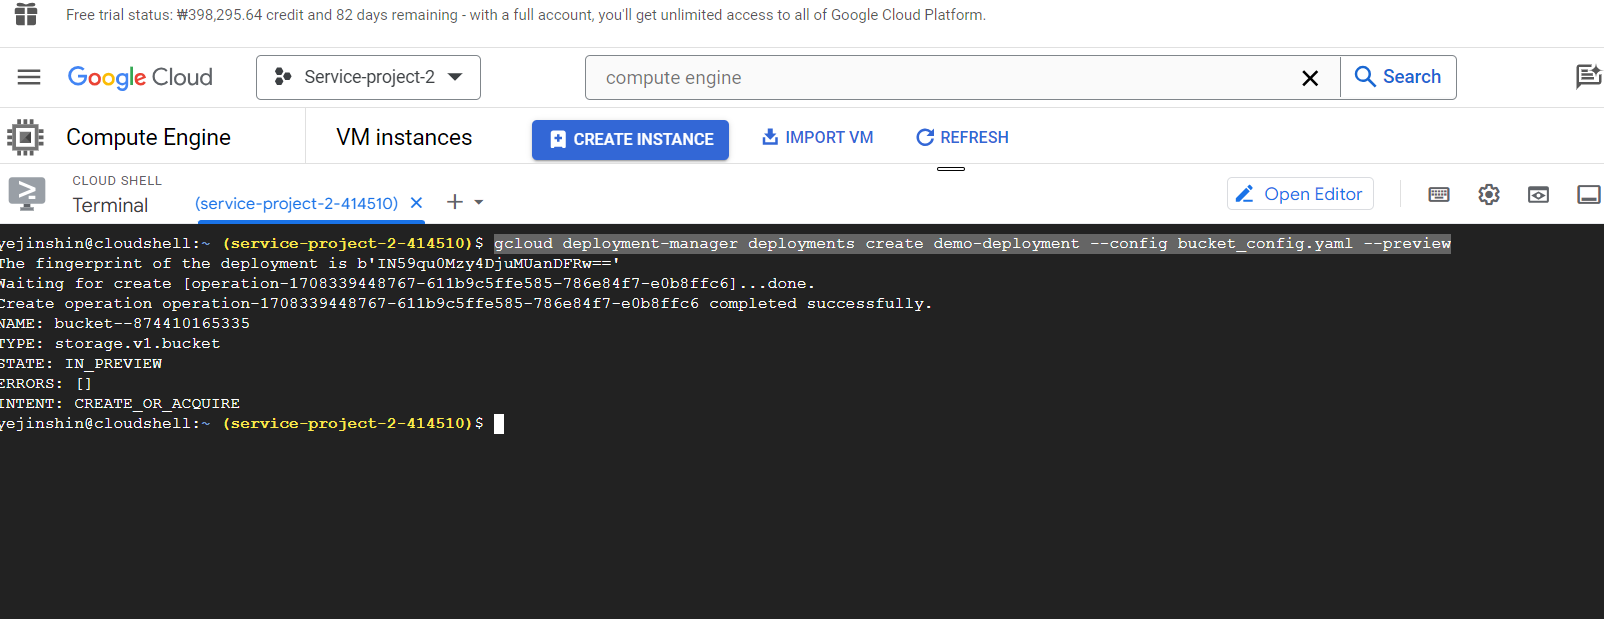 Free trial status: ₩398,295.64 credit and 82 days remaining - with a full account, you'll get unlimited access to all of Google Cloud Platform.
Google Cloud
Service-project-2
compute engine
Search
Compute Engine
VM instances
CREATE INSTANCE
IMPORT VM
REFRESH
CLOUD SHELL
Terminal
(service-project-2-414510)
Open Editor
yejinshin@cloudshell:~ (service-project-2-414510)$ gcloud deployment-manager deployments create demo-deployment --config bucket_config.yaml --preview
The fingerprint of the deployment is b'IN59qu0Mzy4DjuMUanDFRw=='
Waiting for create [operation-1708339448767-611b9c5ffe585-786e84f7-e0b8ffc6]...done.
Create operation operation-1708339448767-611b9c5ffe585-786e84f7-e0b8ffc6 completed successfully.
NAME: bucket--874410165335
TYPE: storage.v1.bucket
STATE: IN_PREVIEW
ERRORS: []
INTENT: CREATE_OR_ACQUIRE
yejinshin@cloudshell:~ (service-project-2-414510)$